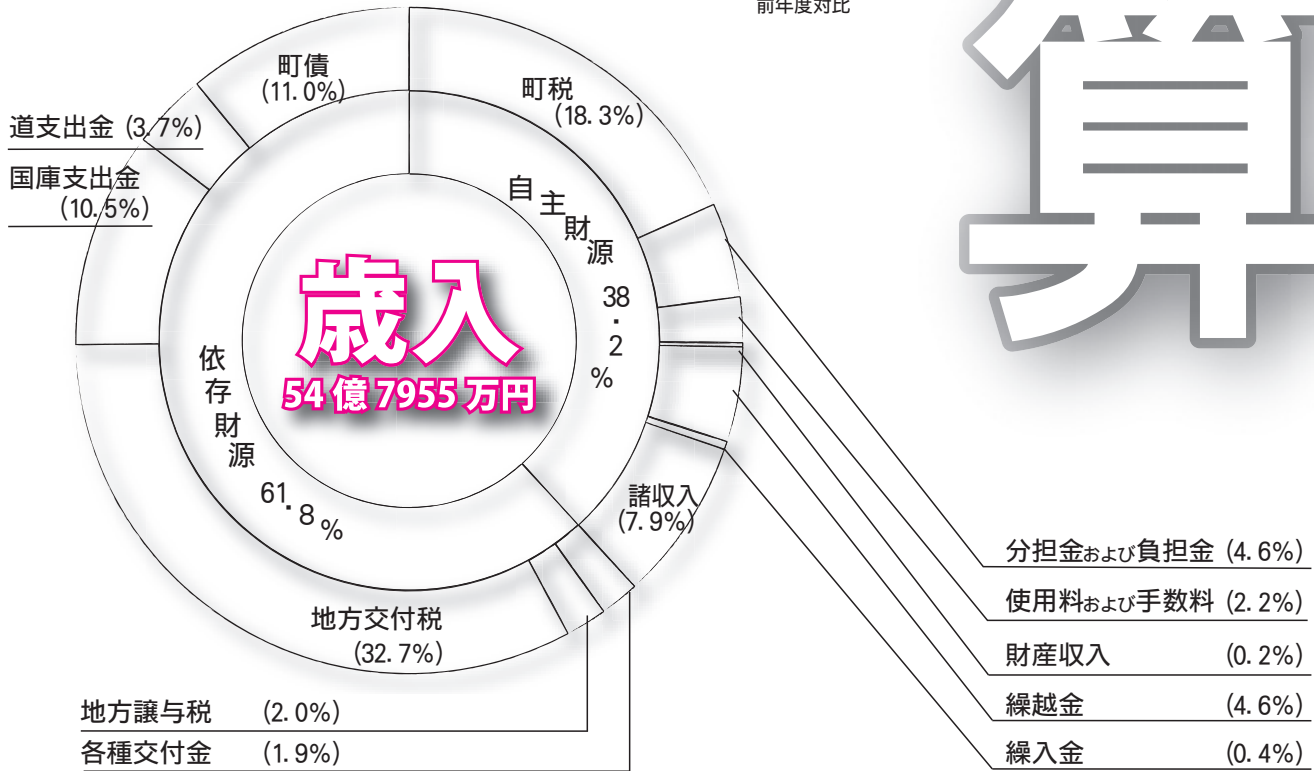 前年度対比
算
町債
(11.0%)
町税
(18.3%)
道支出金 (3.7%)
国庫支出金
(10.5%)
自主財源 38.2%
歳入
54億7955万円
依存財源 61.8%
諸収入
(7.9%)
地方交付税
(32.7%)
分担金および負担金 (4.6%)
使用料および手数料 (2.2%)
財産収入 (0.2%)
繰越金 (4.6%)
繰入金 (0.4%)
地方譲与税 (2.0%)
各種交付金 (1.9%)